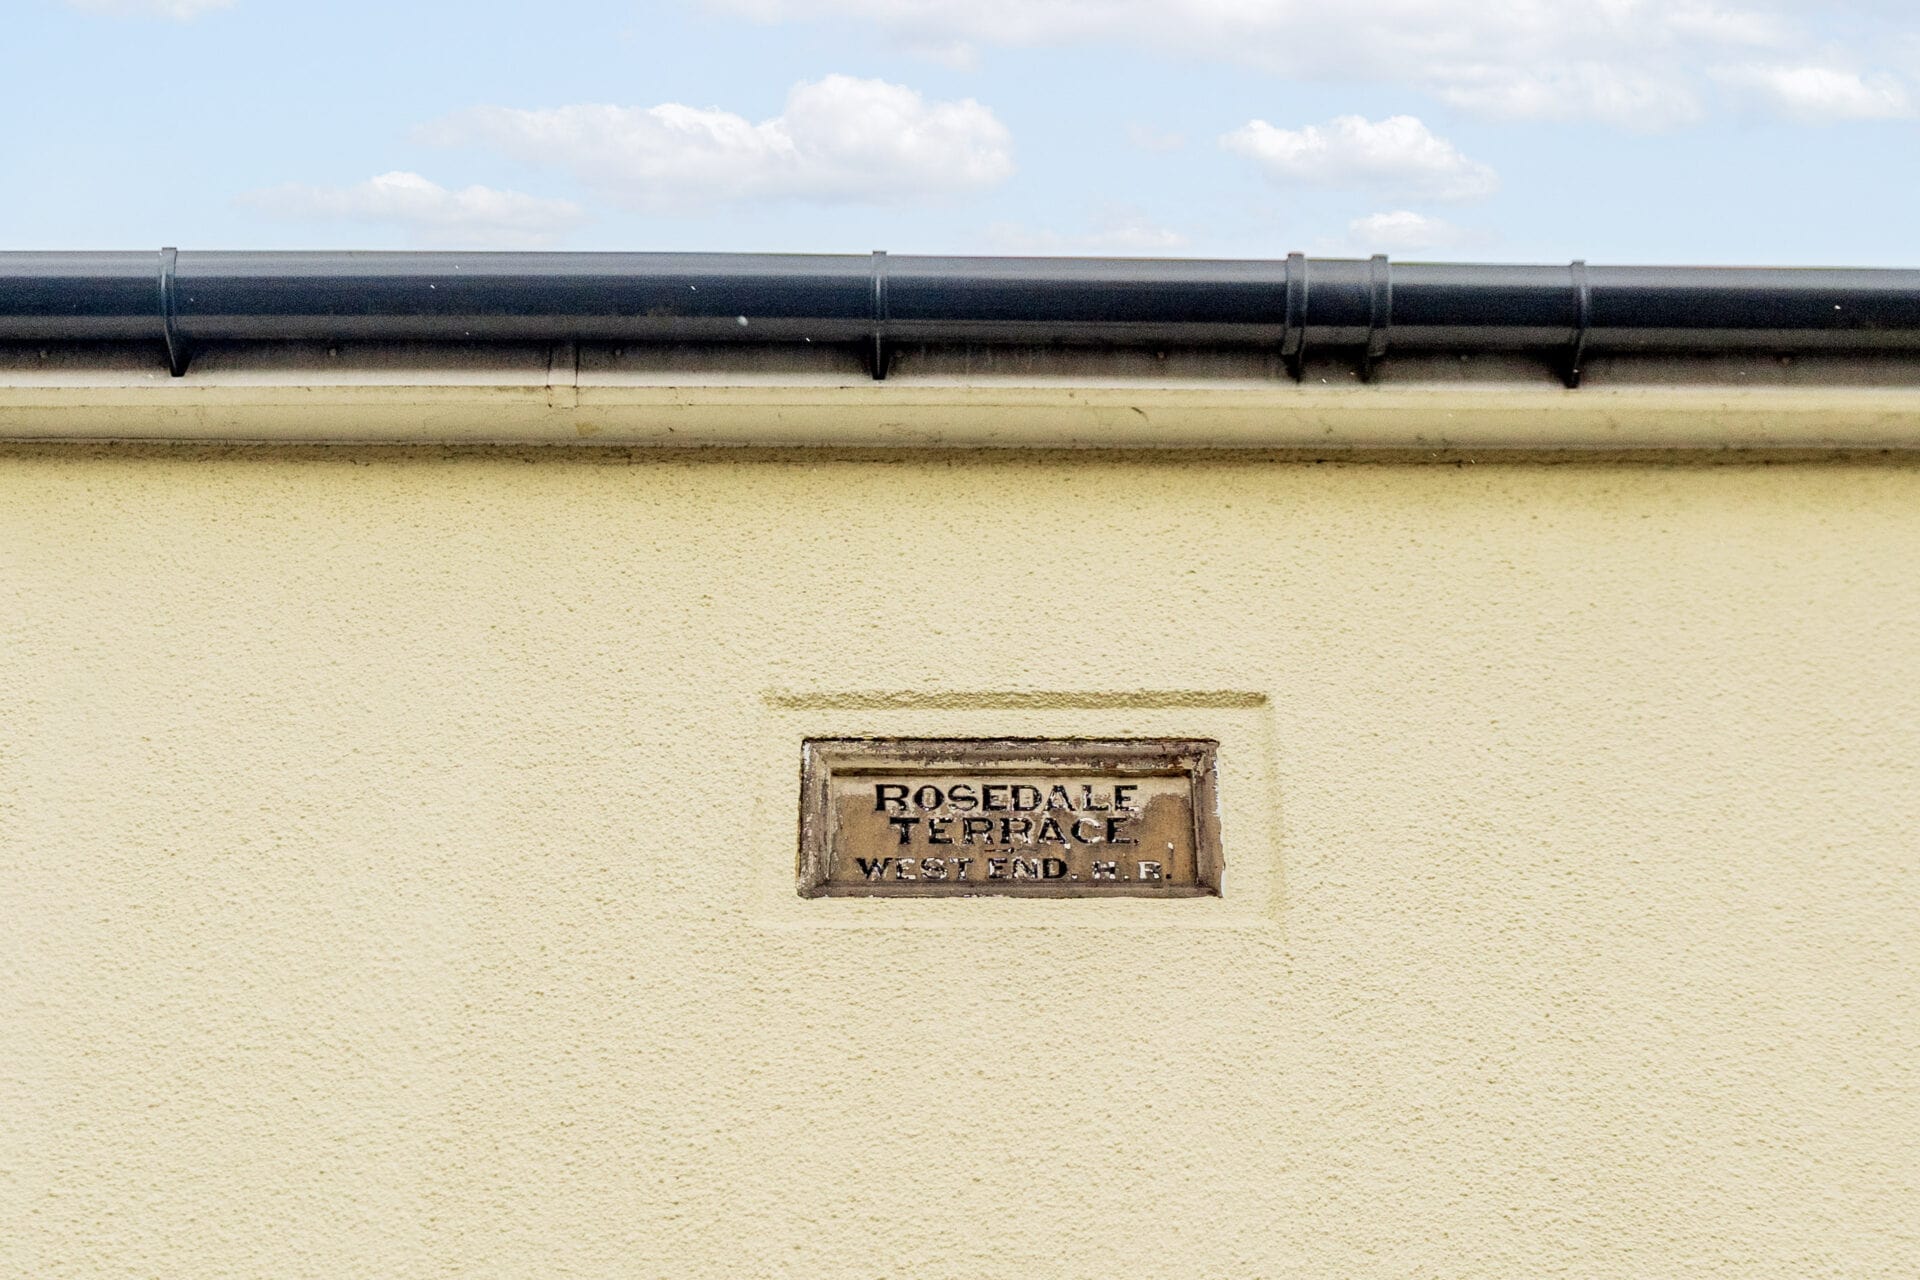 ROSEDALE
TERRACE.
WEST END. H. R.